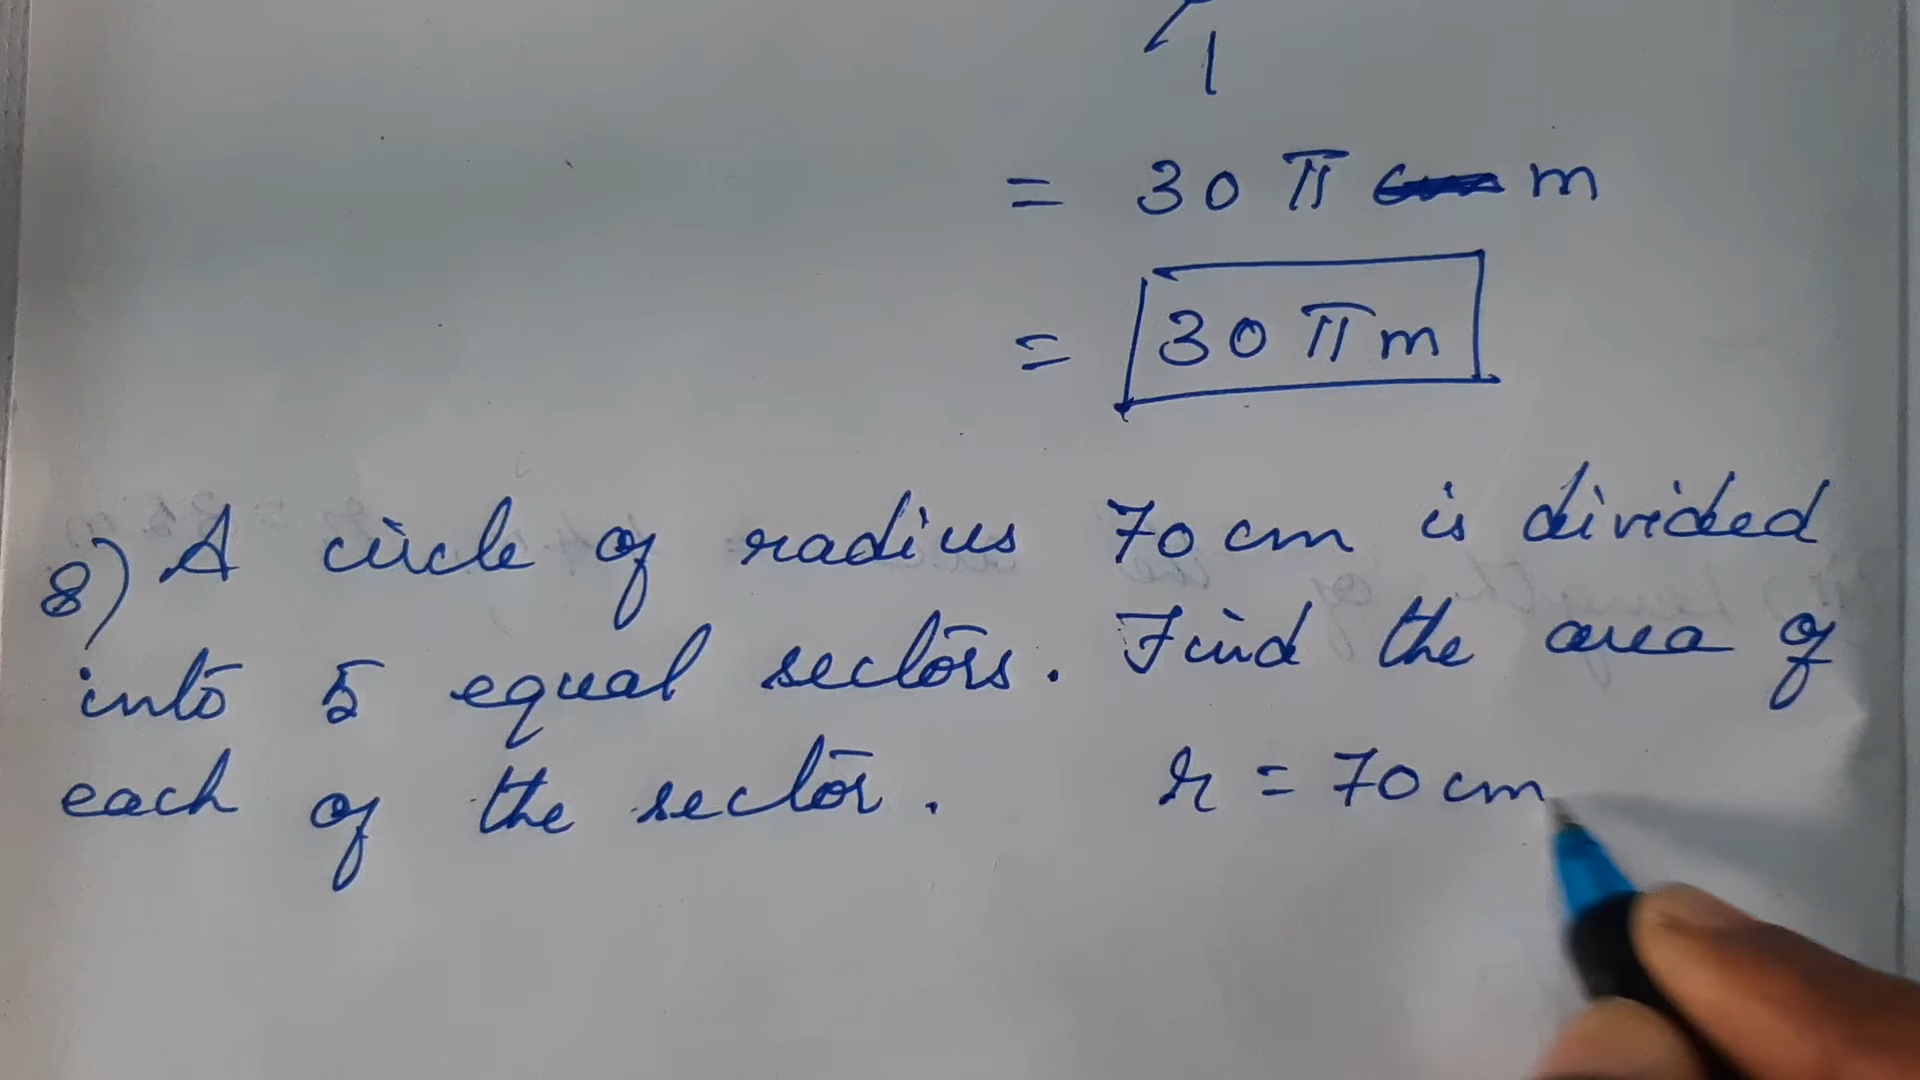 1
= 30 π m
= 30 π m
8) A circle of radius 70 cm is divided
into 5 equal sectors. Find the area of
each of the sector. r = 70 cm